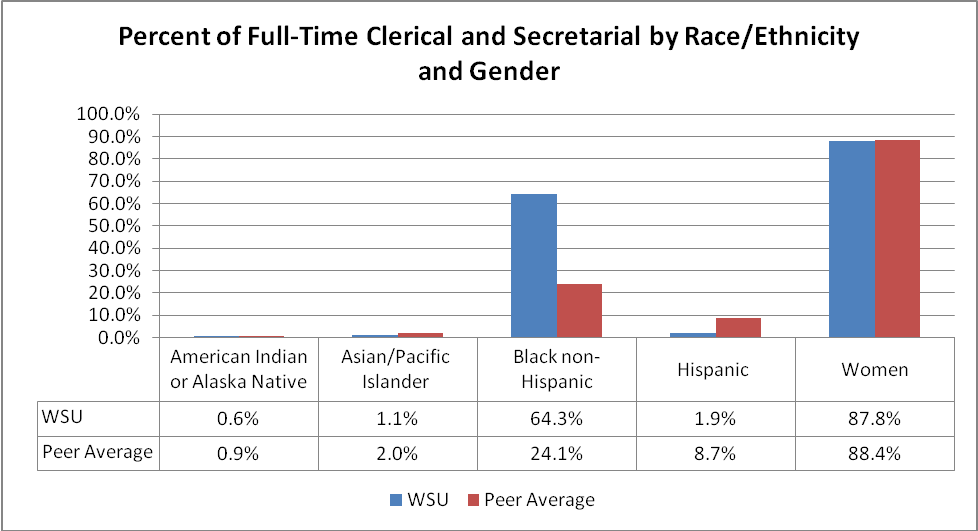 Percent of Full-Time Clerical and Secretarial by Race/Ethnicity
and Gender
100.0%
90.0%
80.0%
70.0%
60.0%
50.0%
40.0%
30.0%
20.0%
10.0%
0.0%
American Indian
or Alaska Native
Asian/Pacific
Islander
Black non-
Hispanic
Hispanic
Women
WSU 0.6% 1.1% 64.3% 1.9% 87.8%
Peer Average 0.9% 2.0% 24.1% 8.7% 88.4%
WSU Peer Average